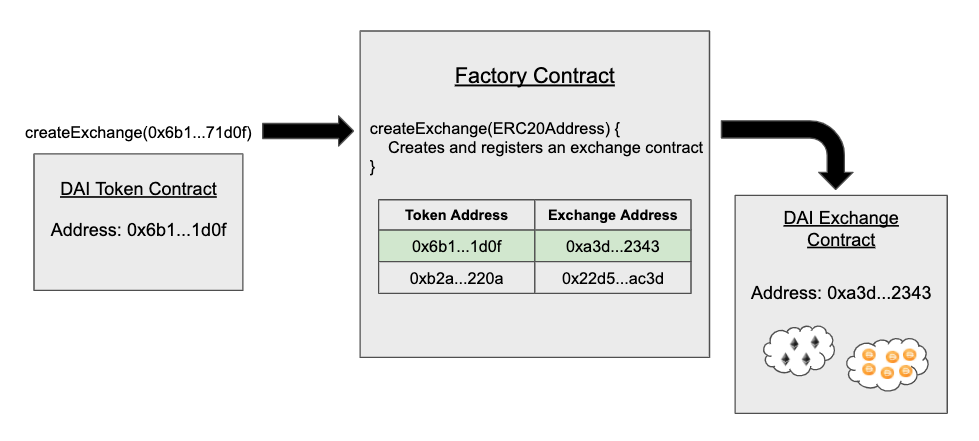 createExchange(0x6b1...71d0f)
DAI Token Contract
Address: 0x6b1...1d0f
Factory Contract
createExchange(ERC20Address) {
Creates and registers an exchange contract
}
Token Address Exchange Address
0x6b1...1d0f 0xa3d...2343
0xb2a...220a 0x22d5...ac3d
DAI Exchange
Contract
Address: 0xa3d...2343